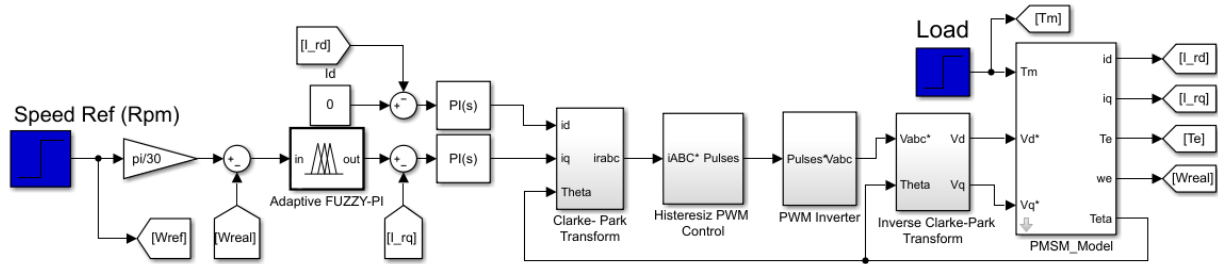 Speed Ref (Rpm)
pi/30
[Wref]
[Wreal]
in
out
Adaptive FUZZY-PI
[I_rd]
Id
0
[I_rq]
PI(s)
PI(s)
id
iq
irabc
Theta
Clarke- Park
Transform
iABC* Pulses
Histeresiz PWM
Control
Pulses*Vabc
PWM Inverter
Vabc*
Vd
Theta
Vq
Inverse Clarke-Park
Transform
Load
[Tm]
Tm
Vd*
Vq*
id
iq
Te
we
Teta
PMSM_Model
[I_rd]
[I_rq]
[Te]
[Wreal]